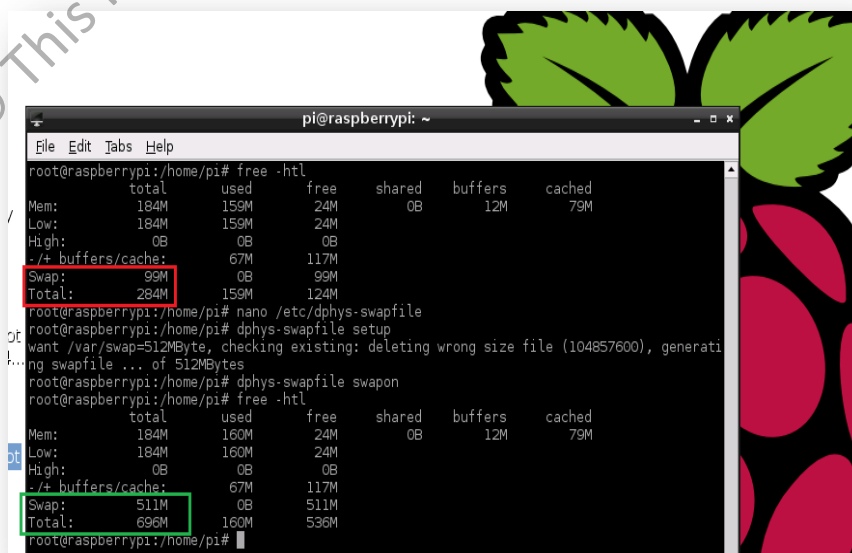 © This
pi@raspberrypi: ~
File Edit Tabs Help
root@raspberrypi:/home/pi# free -htl
total used free shared buffers cached
Mem: 184M 159M 24M 0B 12M 79M
Low: 184M 159M 24M
High: 0B 0B 0B
-/+ buffers/cache: 67M 117M
Swap: 99M 0B 99M
Total: 284M 159M 124M
root@raspberrypi:/home/pi# nano /etc/dphys-swapfile
root@raspberrypi:/home/pi# dphys-swapfile setup
want /var/swap=512MByte, checking existing: deleting wrong size file (104857600), generati
ng swapfile ... of 512MBytes
root@raspberrypi:/home/pi# dphys-swapfile swapon
root@raspberrypi:/home/pi# free -htl
total used free shared buffers cached
Mem: 184M 160M 24M 0B 12M 79M
Low: 184M 160M 24M
High: 0B 0B 0B
-/+ buffers/cache: 67M 117M
Swap: 511M 0B 511M
Total: 696M 160M 536M
root@raspberrypi:/home/pi#